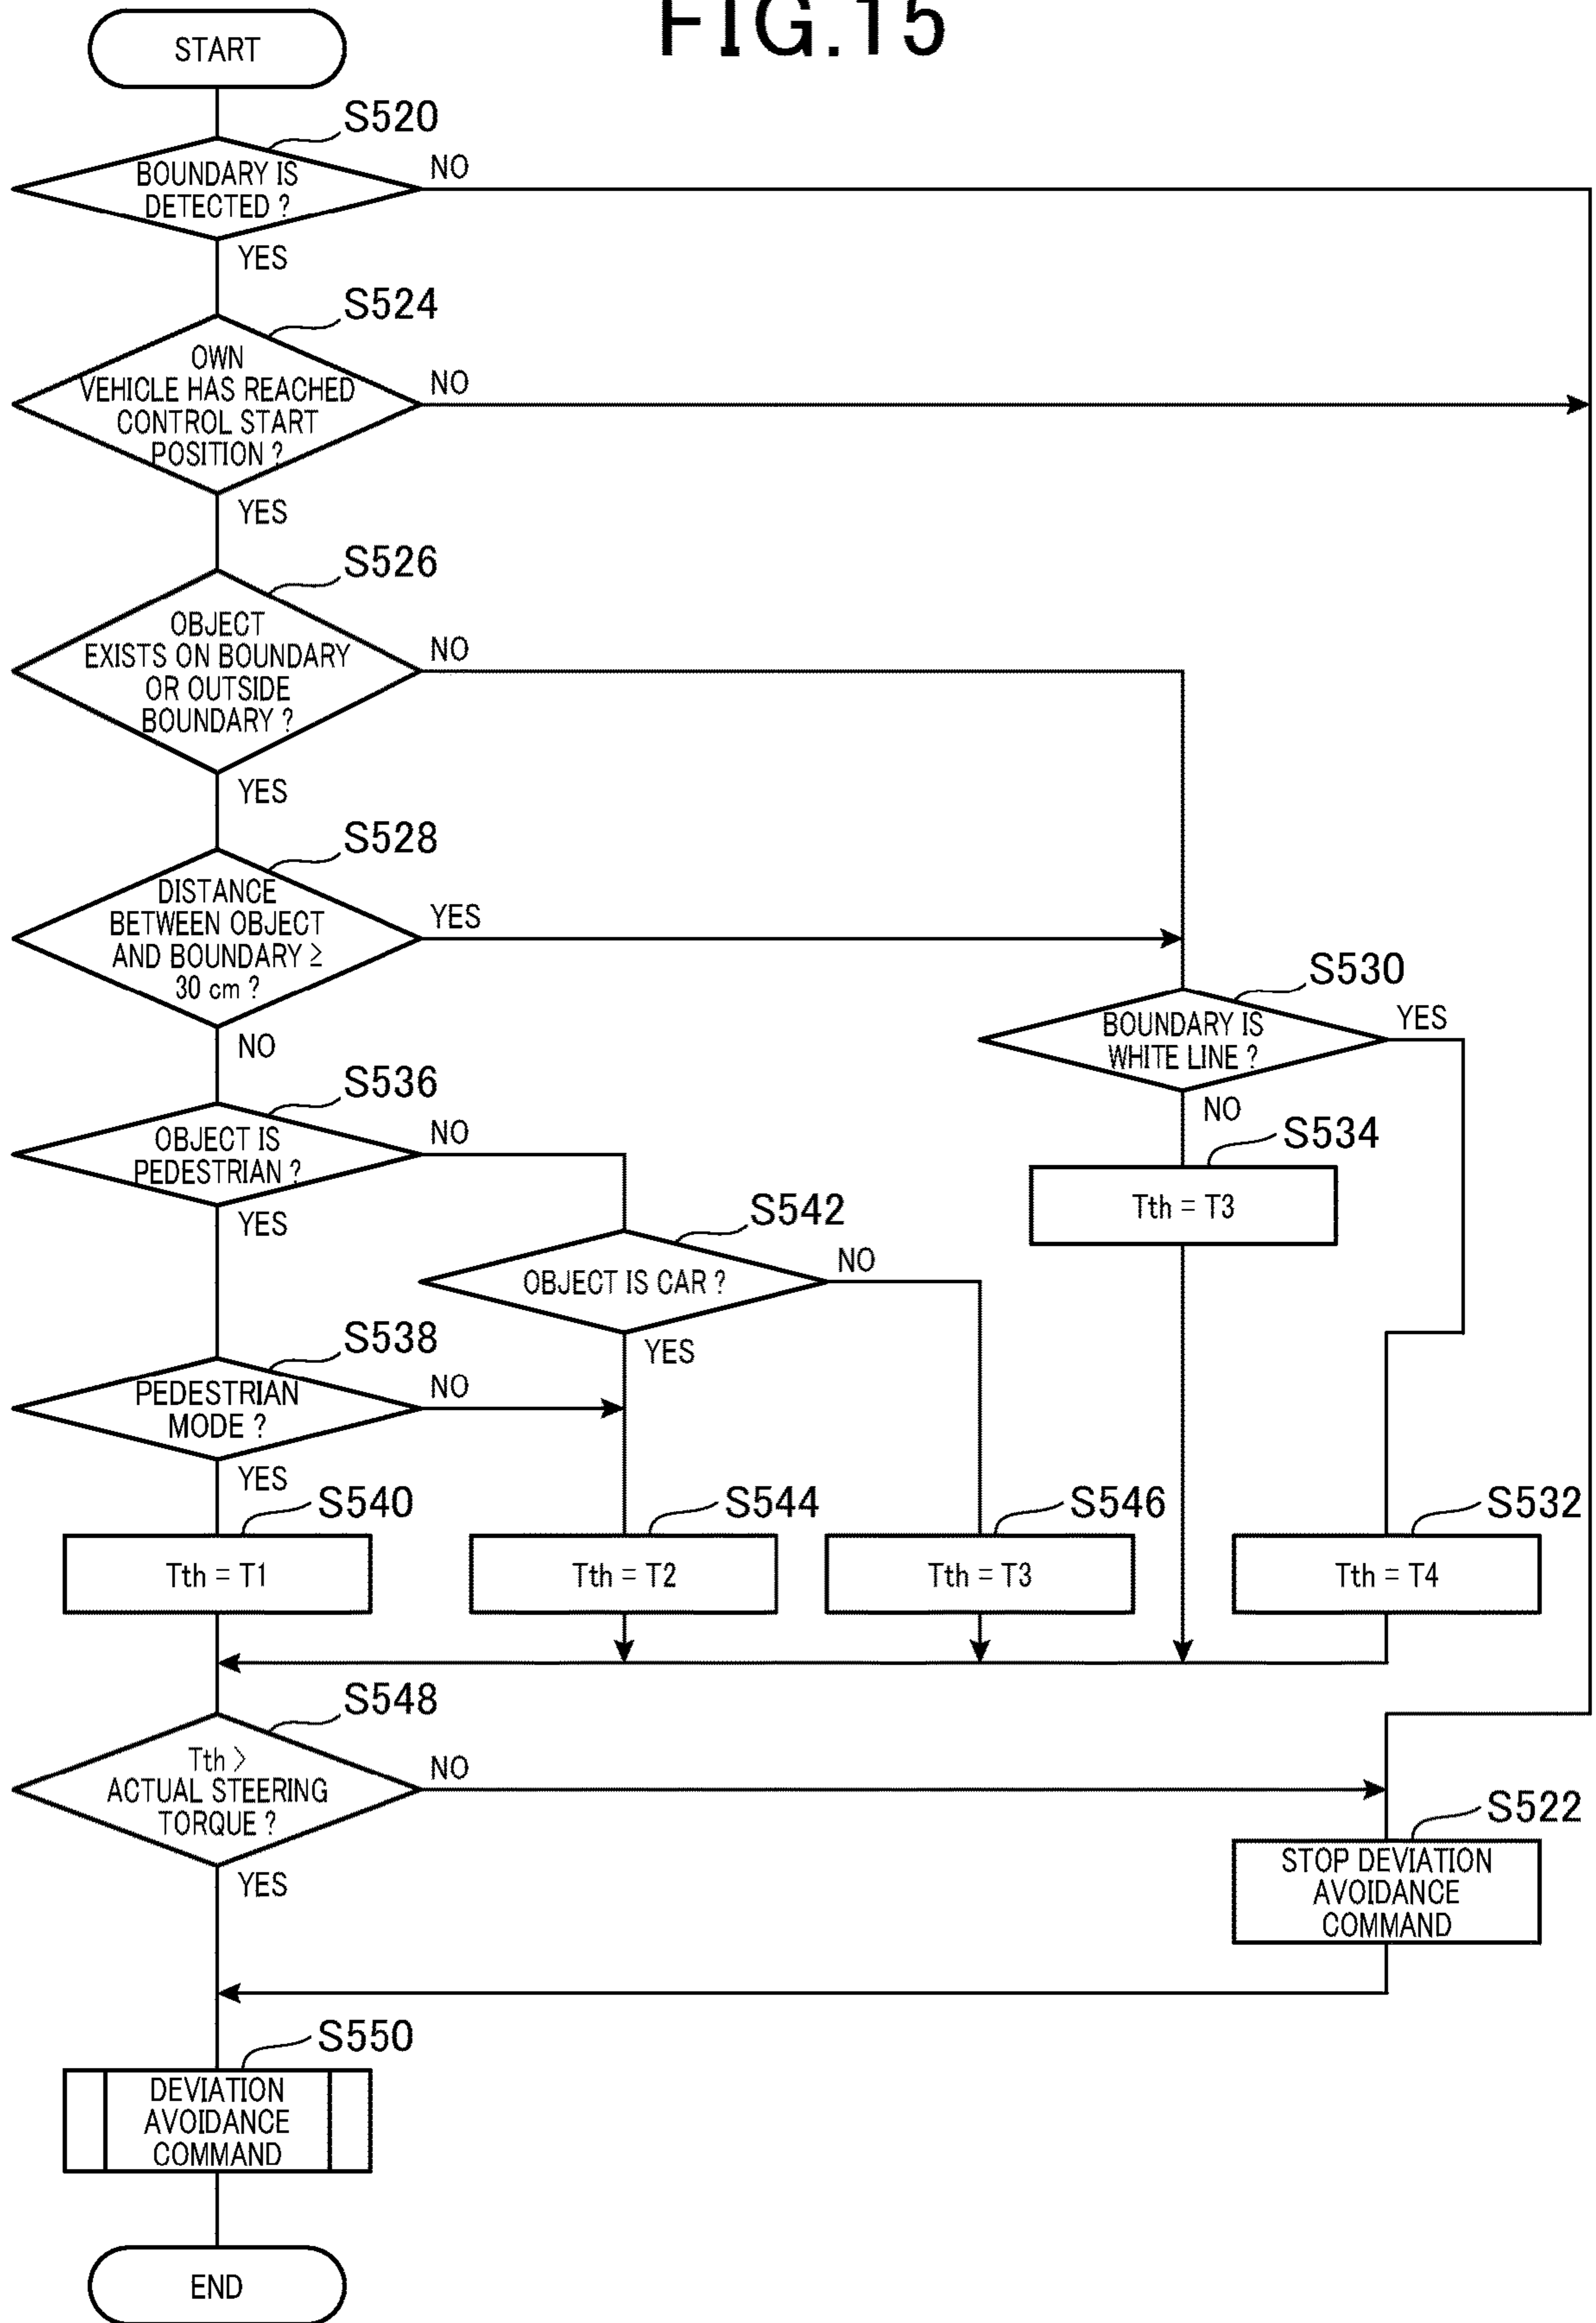 FIG.15
START
S520
BOUNDARY IS
DETECTED ?
NO
YES
S524
OWN
VEHICLE HAS REACHED
CONTROL START
POSITION ?
NO
YES
S526
OBJECT
EXISTS ON BOUNDARY
OR OUTSIDE
BOUNDARY ?
NO
YES
S528
DISTANCE
BETWEEN OBJECT
AND BOUNDARY ≥
30 cm ?
YES
NO
S530
BOUNDARY IS
WHITE LINE ?
YES
NO
S534
Tth = T3
S536
OBJECT IS
PEDESTRIAN ?
NO
YES
S542
OBJECT IS CAR ?
NO
YES
S538
PEDESTRIAN
MODE ?
NO
YES
S540
Tth = T1
S544
Tth = T2
S546
Tth = T3
S532
Tth = T4
S548
Tth >
ACTUAL STEERING
TORQUE ?
NO
YES
S522
STOP DEVIATION
AVOIDANCE
COMMAND
S550
DEVIATION
AVOIDANCE
COMMAND
END